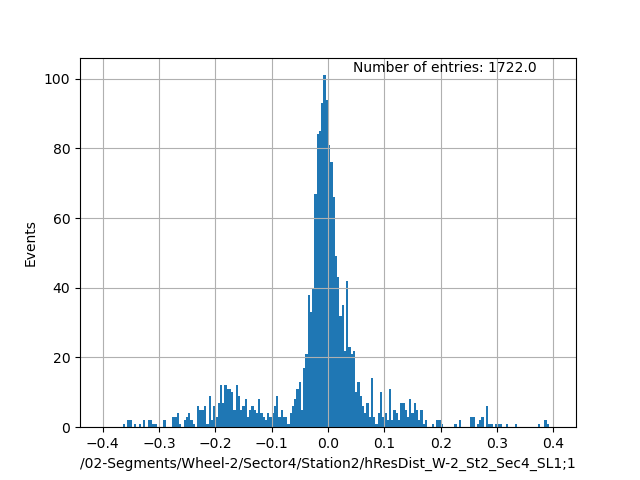 Number of entries: 1722.0
100
80
60
40
20
0
Events
−0.4 −0.3 −0.2 −0.1 0.0 0.1 0.2 0.3 0.4
/02-Segments/Wheel-2/Sector4/Station2/hResDist_W-2_St2_Sec4_SL1;1